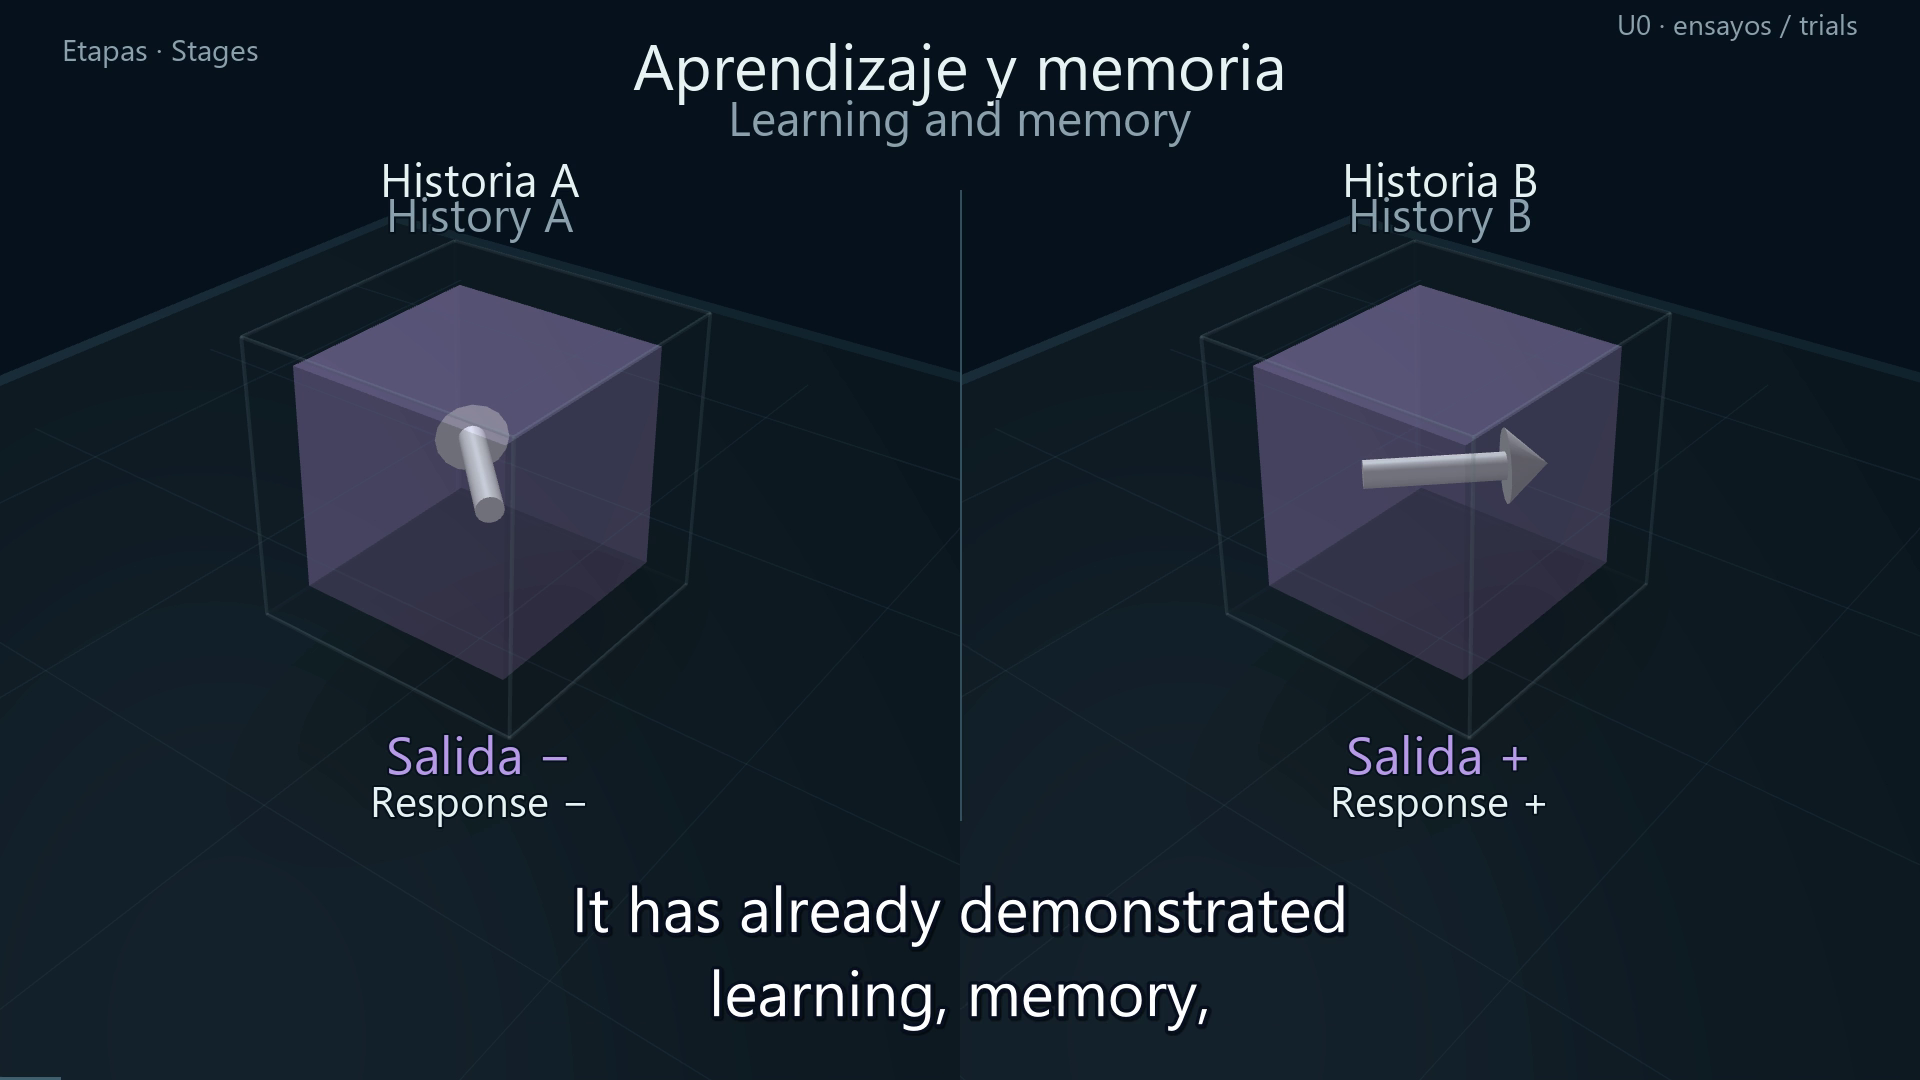 Etapas · Stages
U0 · ensayos / trials
Aprendizaje y memoria
Learning and memory
Historia A
History A
Historia B
History B
Salida −
Response −
Salida +
Response +
It has already demonstrated
learning, memory,